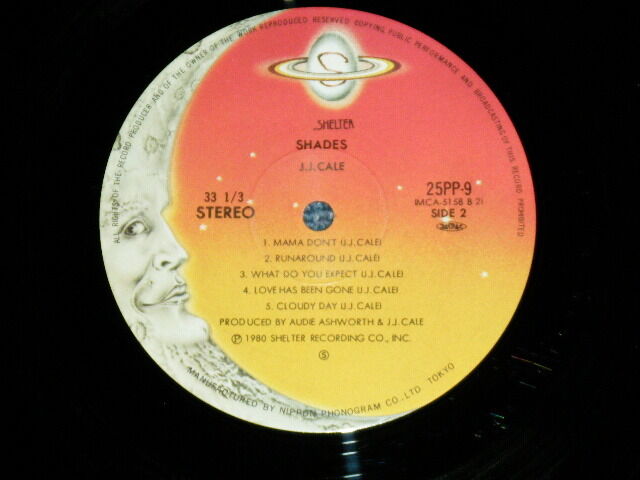 ALL RIGHTS OF THE RECORD PRODUCER AND OF THE OWNER OF THE WORK REPRODUCED RESERVED COPYING, PUBLIC PERFORMANCE AND BROADCASTING OF THIS RECORD PROHIBITED
SHELTER
SHADES
J.J.CALE
33 1/3
STEREO
25PP-9
(MCA-5158 B 2)
SIDE 2
1. MAMA DON'T (J.J.CALE)
2. RUNAROUND (J.J.CALE)
3. WHAT DO YOU EXPECT (J.J.CALE)
4. LOVE HAS BEEN GONE (J.J.CALE)
5. CLOUDY DAY (J.J.CALE)
PRODUCED BY AUDIE ASHWORTH & J.J.CALE
Ⓟ 1980 SHELTER RECORDING CO., INC.
Ⓢ
MANUFACTURED BY NIPPON PHONOGRAM CO., LTD. TOKYO